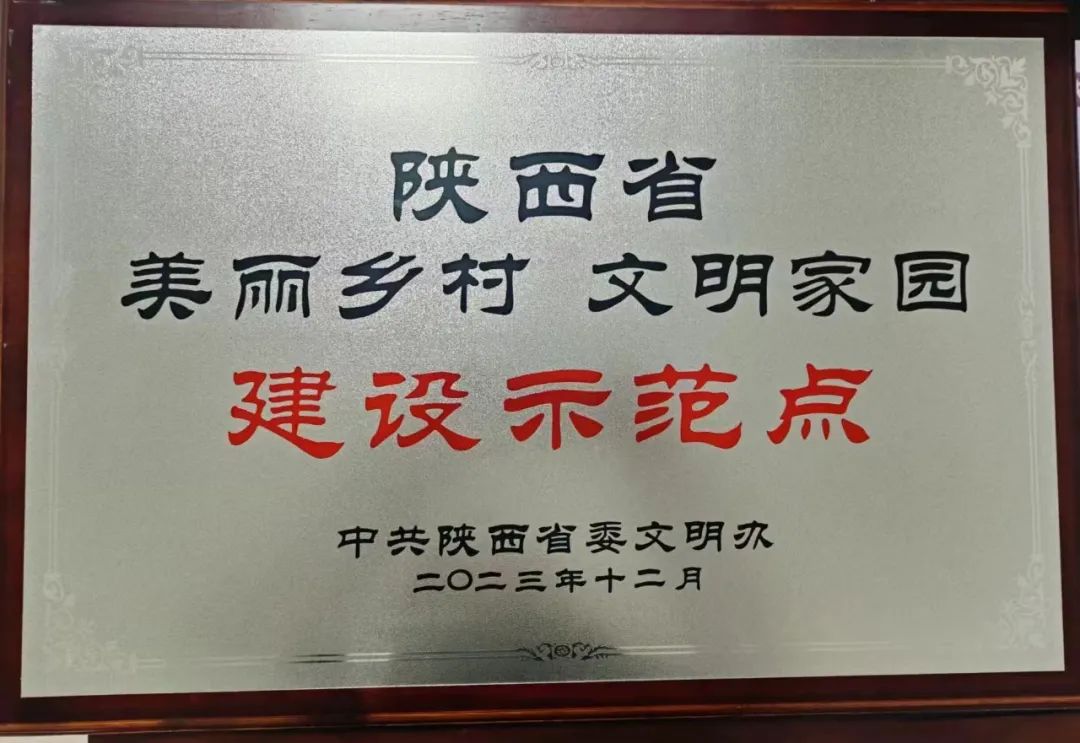 陕西省
美丽乡村 文明家园
建设示范点
中共陕西省委文明办
二〇二三年十二月